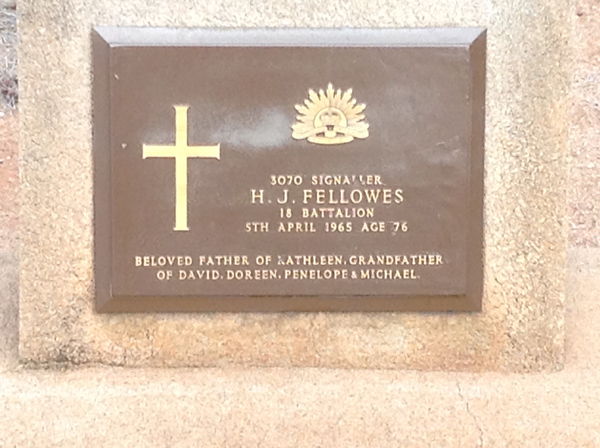 3070 SIGNALLER
H. J. FELLOWES
18 BATTALION
5TH APRIL 1965 AGE 76
BELOVED FATHER OF KATHLEEN. GRANDFATHER
OF DAVID. DOREEN. PENELOPE & MICHAEL.